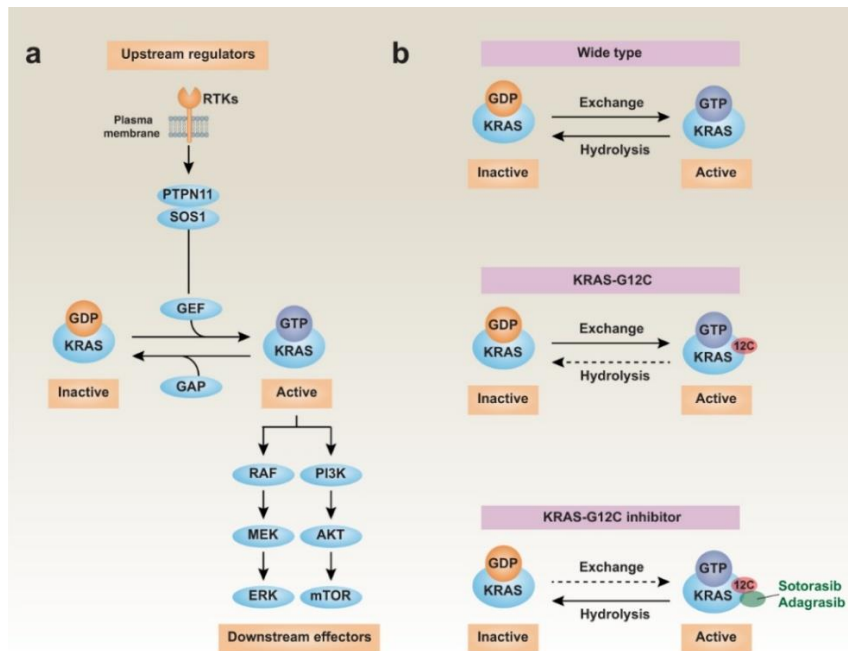 a
Upstream regulators
RTKs
Plasma
membrane
PTPN11
SOS1
GEF
GDP
KRAS
GTP
KRAS
GAP
Inactive
Active
RAF
PI3K
MEK
AKT
ERK
mTOR
Downstream effectors
b
Wide type
GDP
KRAS
Exchange
Hydrolysis
GTP
KRAS
Inactive
Active
KRAS-G12C
GDP
KRAS
Exchange
Hydrolysis
GTP
KRAS
12C
Inactive
Active
KRAS-G12C inhibitor
GDP
KRAS
Exchange
Hydrolysis
GTP
KRAS
12C
Sotorasib
Adagrasib
Inactive
Active